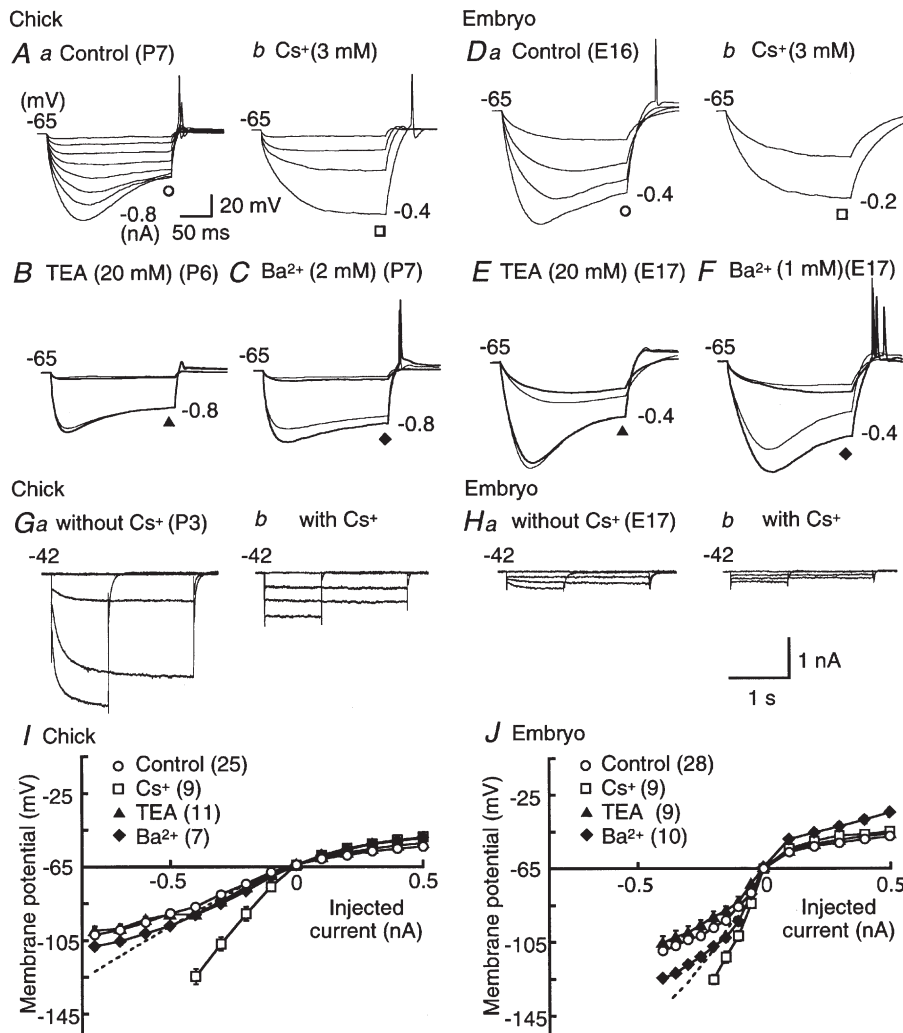 Chick
Embryo
A a Control (P7)
b Cs⁺ (3 mM)
D a Control (E16)
b Cs⁺ (3 mM)
(mV)
-65
-65
-65
-65
-0.8
(nA)
20 mV
50 ms
-0.4
-0.4
-0.2
B TEA (20 mM) (P6)
C Ba²⁺ (2 mM) (P7)
E TEA (20 mM) (E17)
F Ba²⁺ (1 mM)(E17)
-65
-65
-65
-65
-0.8
-0.8
-0.4
-0.4
Chick
Embryo
G a without Cs⁺ (P3)
b with Cs⁺
H a without Cs⁺ (E17)
b with Cs⁺
-42
-42
-42
-42
1 nA
1 s
I Chick
Control (25)
Cs⁺ (9)
TEA (11)
Ba²⁺ (7)
Membrane potential (mV)
-25
-65
-105
-145
-0.5
0
0.5
Injected
current (nA)
J Embryo
Control (28)
Cs⁺ (9)
TEA (9)
Ba²⁺ (10)
Membrane potential (mV)
-25
-65
-105
-145
-0.5
0
0.5
Injected
current (nA)